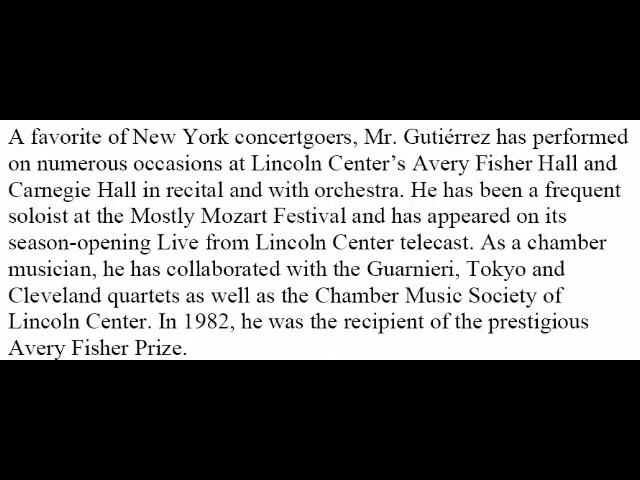 A favorite of New York concertgoers, Mr. Gutiérrez has performed
on numerous occasions at Lincoln Center’s Avery Fisher Hall and
Carnegie Hall in recital and with orchestra. He has been a frequent
soloist at the Mostly Mozart Festival and has appeared on its
season-opening Live from Lincoln Center telecast. As a chamber
musician, he has collaborated with the Guarnieri, Tokyo and
Cleveland quartets as well as the Chamber Music Society of
Lincoln Center. In 1982, he was the recipient of the prestigious
Avery Fisher Prize.